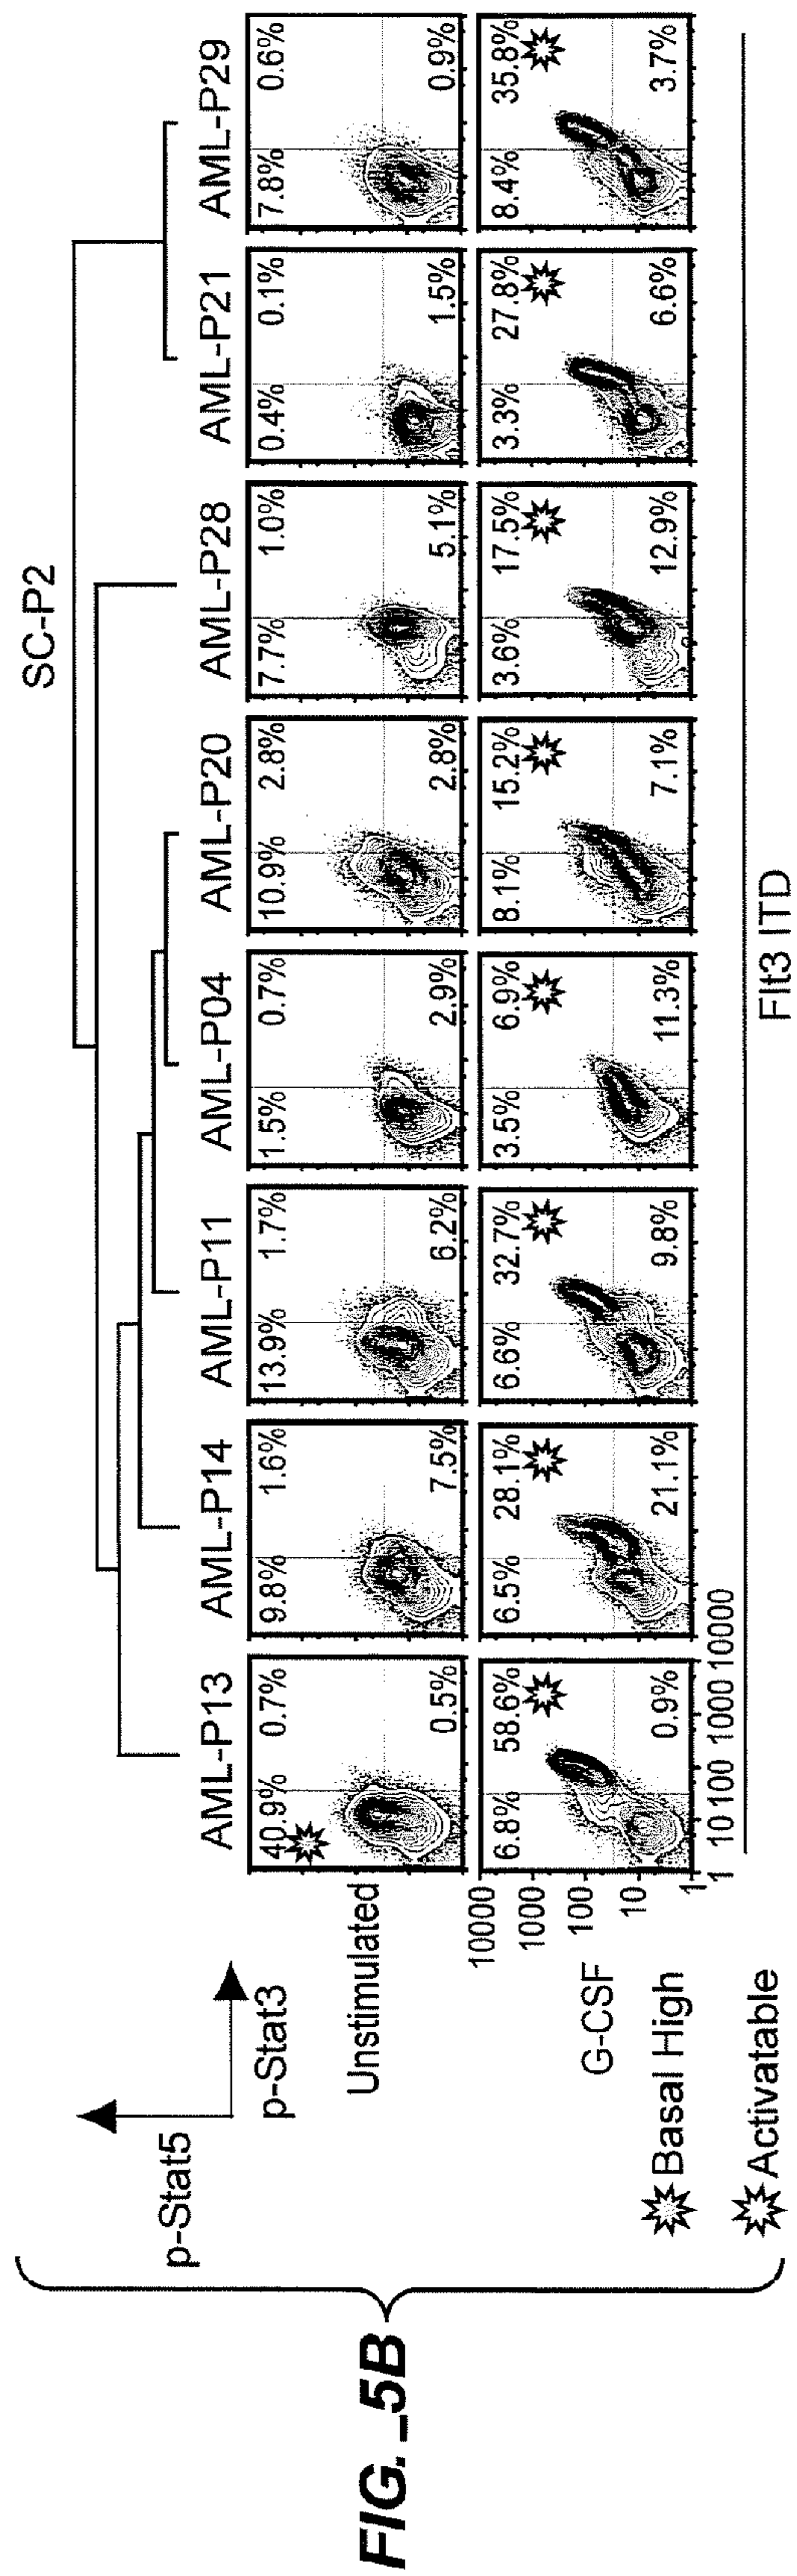 SC-P2
AML-P13 AML-P14 AML-P11 AML-P04 AML-P20 AML-P28 AML-P21 AML-P29
p-Stat5
p-Stat3
Unstimulated
40.9% 0.7% 9.8% 1.6% 13.9% 1.7% 1.5% 0.7% 10.9% 2.8% 7.7% 1.0% 0.4% 0.1% 7.8% 0.6%
0.5% 7.5% 6.2% 2.9% 2.8% 5.1% 1.5% 0.9%
G-CSF
10000
1000
100
10
1
6.8% 58.6% 6.5% 28.1% 6.6% 32.7% 3.5% 6.9% 8.1% 15.2% 3.6% 17.5% 3.3% 27.8% 8.4% 35.8%
0.9% 21.1% 9.8% 11.3% 7.1% 12.9% 6.6% 3.7%
1 10 100 1000 10000
Basal High
Activatable
Flt3 ITD
FIG._5B